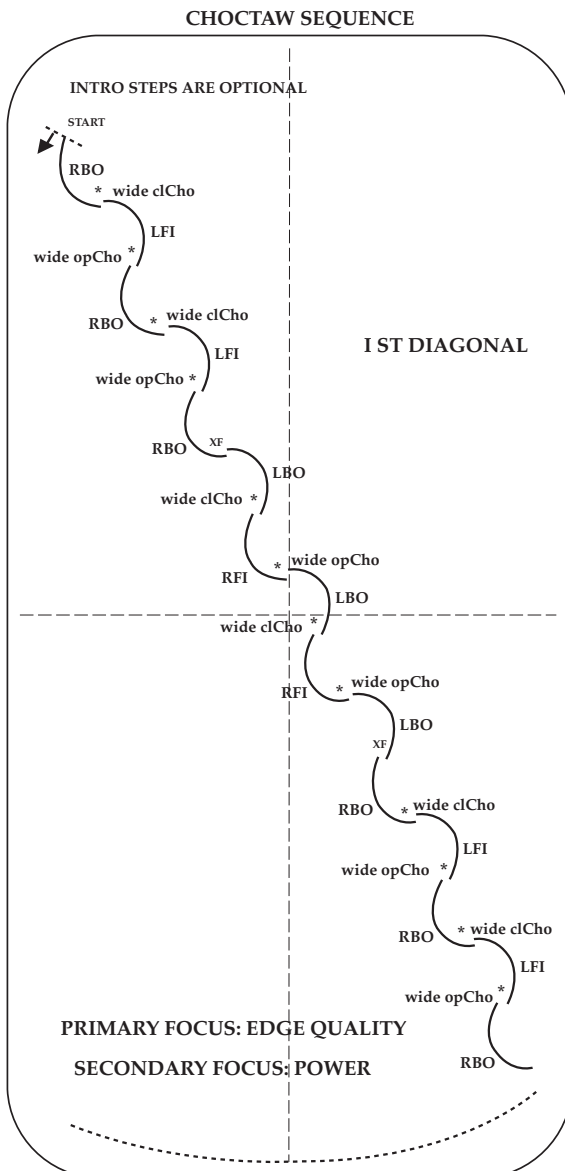 CHOCTAW SEQUENCE
INTRO STEPS ARE OPTIONAL
START
RBO
* wide clCho
LFI
wide opCho *
RBO
* wide clCho
LFI
I ST DIAGONAL
wide opCho *
RBO
XF
LBO
wide clCho *
* wide opCho
RFI
LBO
wide clCho *
* wide opCho
RFI
LBO
XF
RBO
* wide clCho
LFI
wide opCho *
RBO
* wide clCho
LFI
wide opCho *
PRIMARY FOCUS: EDGE QUALITY
SECONDARY FOCUS: POWER
RBO